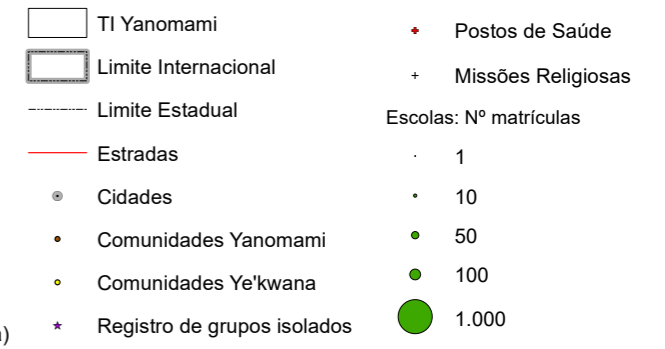 TI Yanomami
Limite Internacional
Limite Estadual
Estradas
Cidades
Comunidades Yanomami
Comunidades Ye'kwana
Registro de grupos isolados
Postos de Saúde
Missões Religiosas
Escolas: Nº matrículas
1
10
50
100
1.000